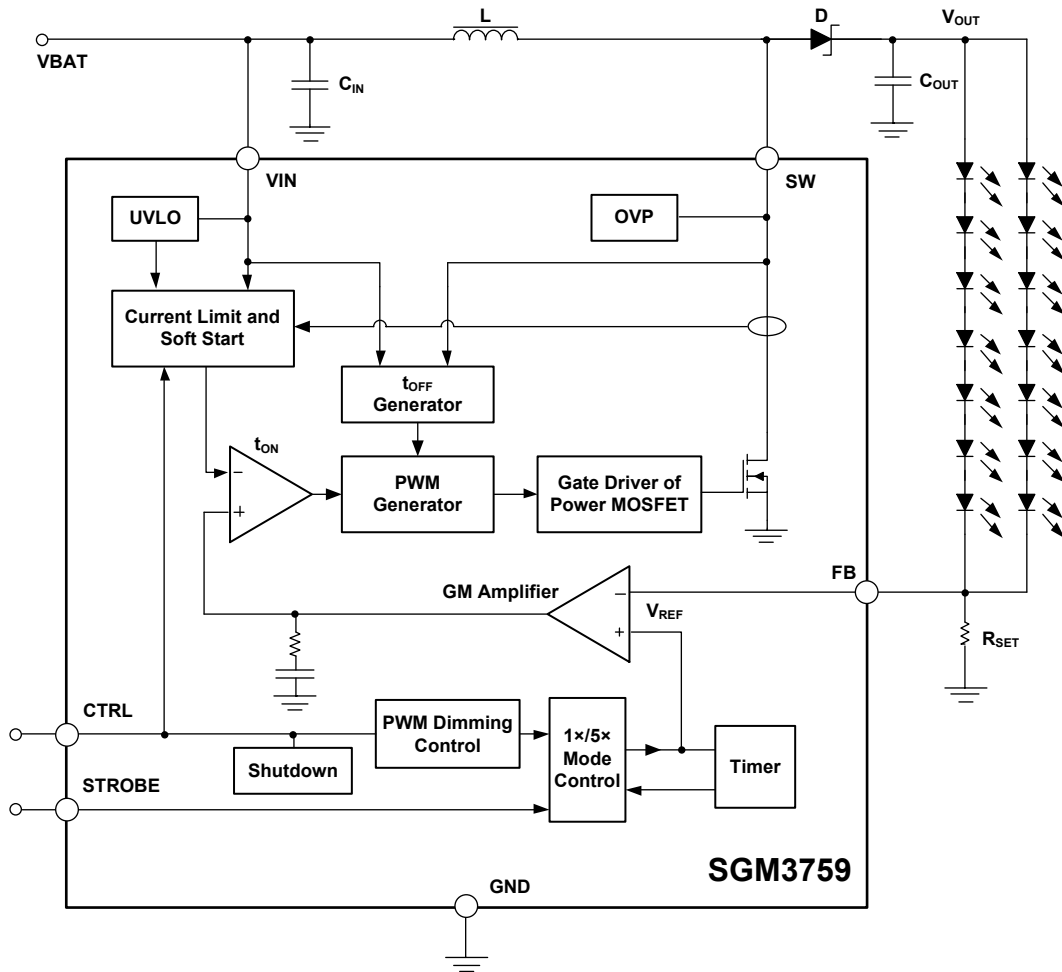 L
D
VOUT
VBAT
CIN
COUT
VIN
SW
UVLO
OVP
Current Limit and
Soft Start
tOFF
Generator
tON
−
+
PWM
Generator
Gate Driver of
Power MOSFET
FB
GM Amplifier
−
VREF
+
RSET
CTRL
PWM Dimming
Control
1×/5×
Mode
Control
Timer
Shutdown
STROBE
SGM3759
GND